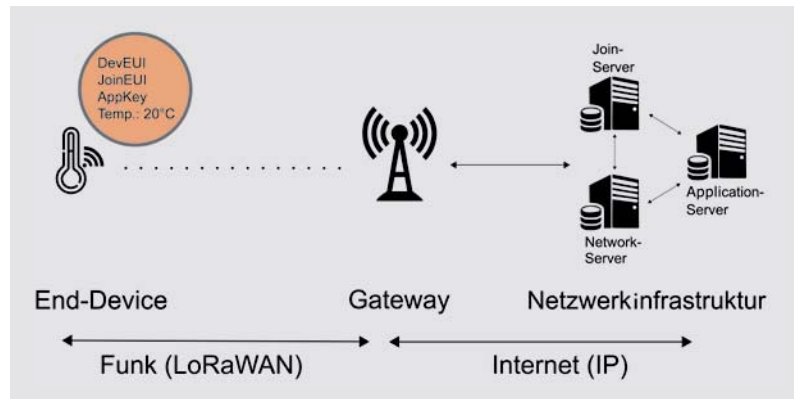 DevEUI
JoinEUI
AppKey
Temp.: 20°C
Join-
Server
Application-
Server
Network-
Server
End-Device
Gateway
Netzwerkinfrastruktur
Funk (LoRaWAN)
Internet (IP)